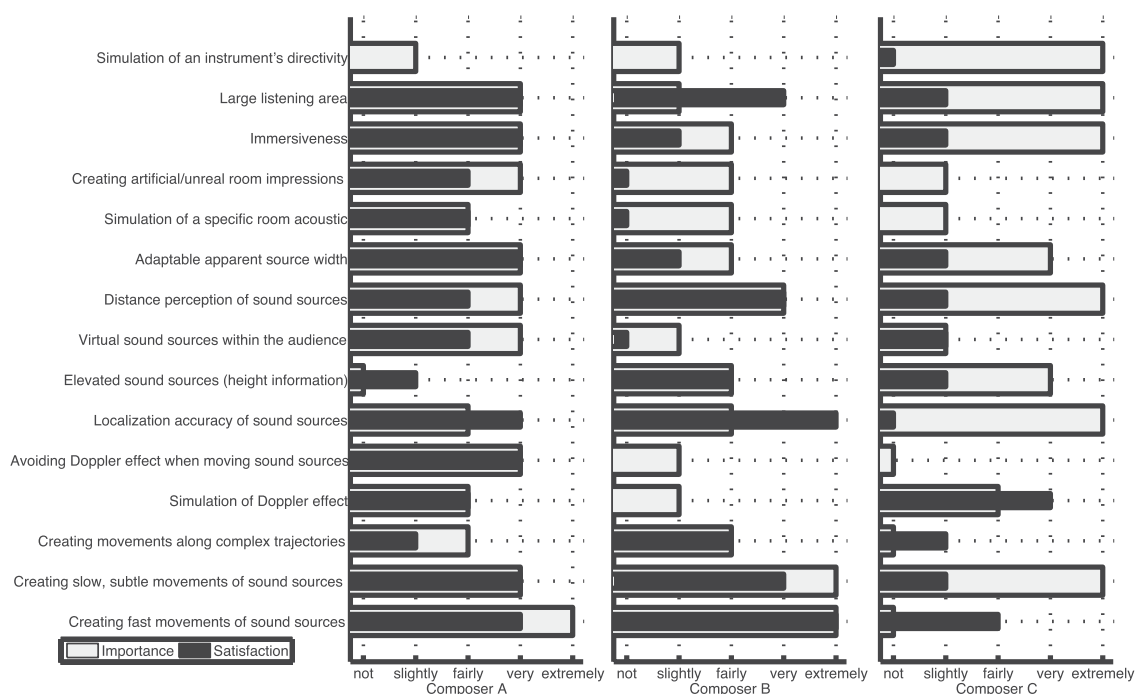 Simulation of an instrument's directivity
Large listening area
Immersiveness
Creating artificial/unreal room impressions
Simulation of a specific room acoustic
Adaptable apparent source width
Distance perception of sound sources
Virtual sound sources within the audience
Elevated sound sources (height information)
Localization accuracy of sound sources
Avoiding Doppler effect when moving sound sources
Simulation of Doppler effect
Creating movements along complex trajectories
Creating slow, subtle movements of sound sources
Creating fast movements of sound sources
Importance Satisfaction
not slightly fairly very extremely not slightly fairly very extremely not slightly fairly very extremely
Composer A Composer B Composer C